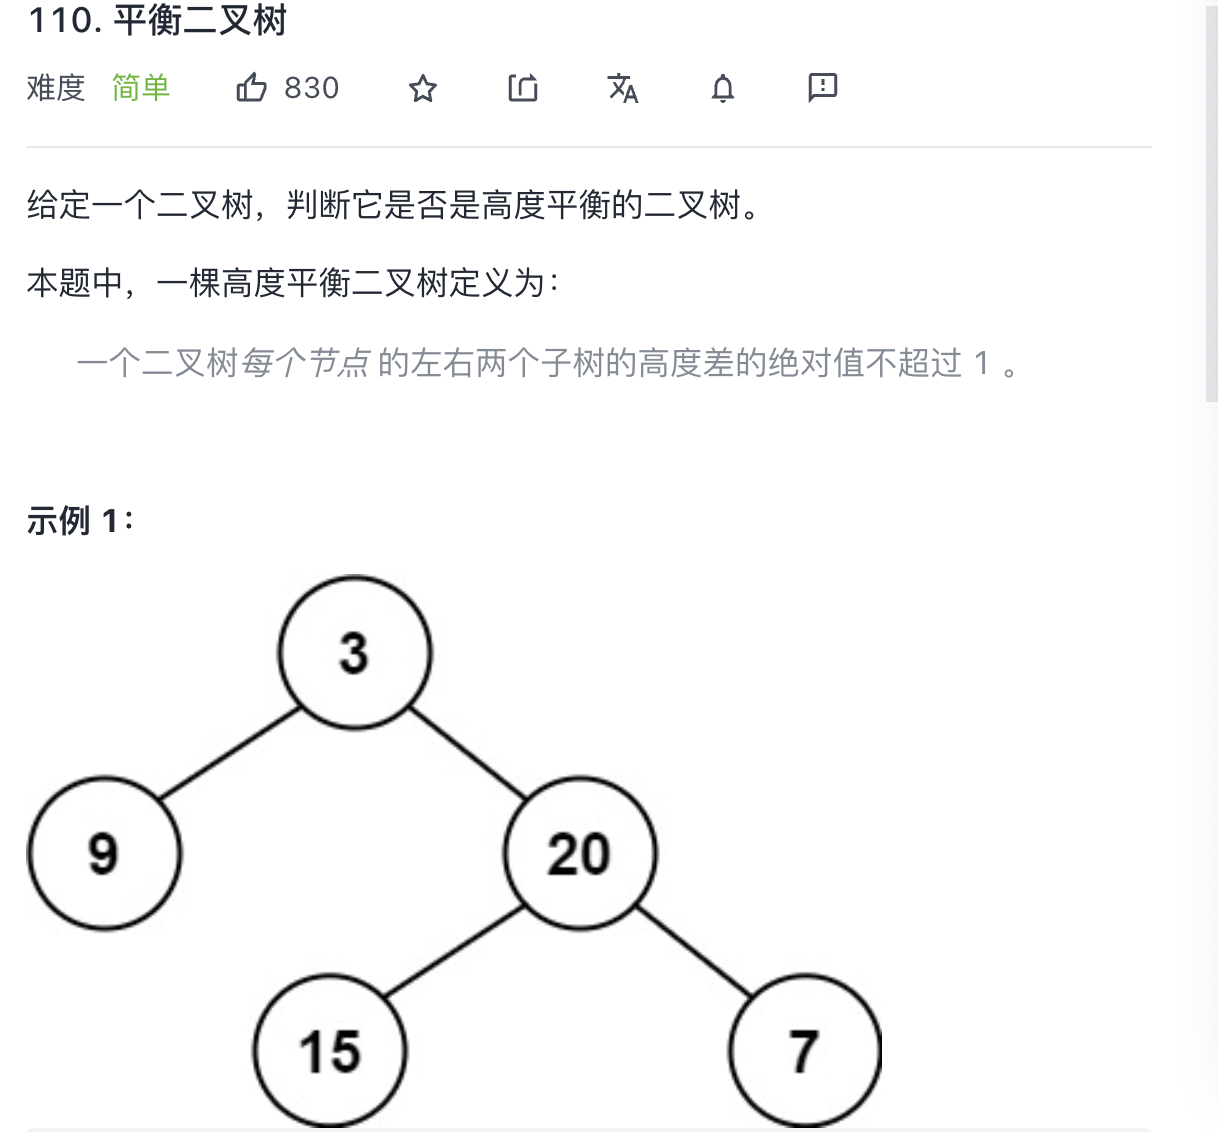 110. 平衡二叉树
难度 简单 830
给定一个二叉树，判断它是否是高度平衡的二叉树。
本题中，一棵高度平衡二叉树定义为：
一个二叉树每个节点 的左右两个子树的高度差的绝对值不超过 1 。
示例 1：
3
9 20
15 7